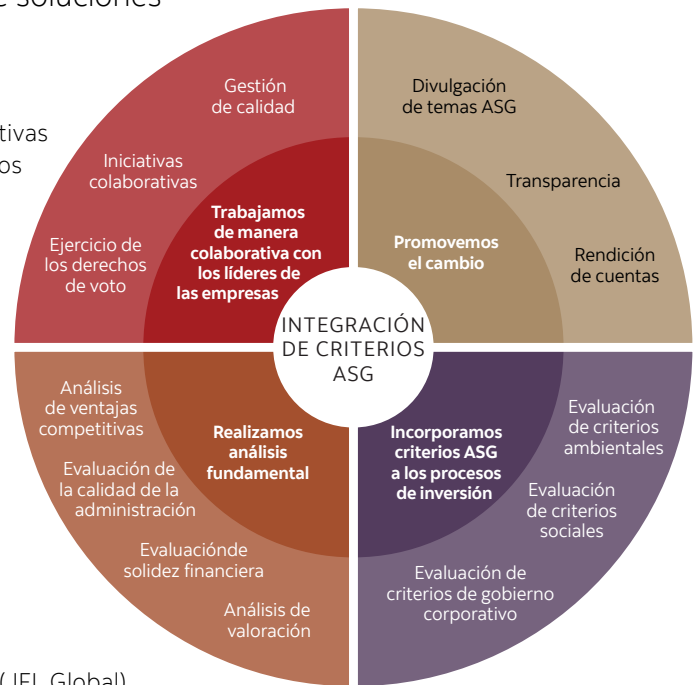 e soluciones
tivas
os
Gestión
de calidad
Iniciativas
colaborativas
Ejercicio de
los derechos
de voto
Trabajamos
de manera
colaborativa con
los líderes de
las empresas
Divulgación
de temas ASG
Transparencia
Rendición
de cuentas
Promovemos
el cambio
INTEGRACIÓN
DE CRITERIOS
ASG
Análisis
de ventajas
competitivas
Evaluación de
la calidad de la
administración
Evaluaciónde
solidez financiera
Análisis de
valoración
Realizamos
análisis
fundamental
Incorporamos
criterios ASG
a los procesos
de inversión
Evaluación
de criterios
ambientales
Evaluación
de criterios
sociales
Evaluación de
criterios de gobierno
corporativo
Global)